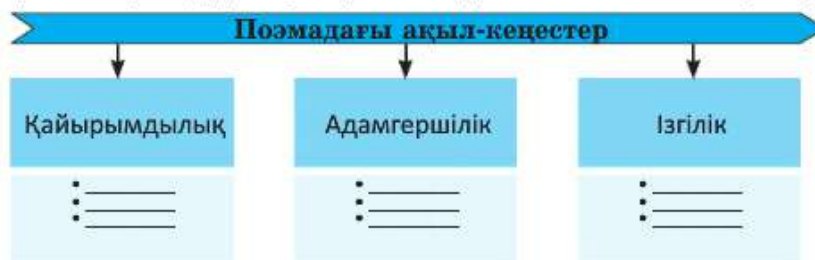 Поэмадағы ақыл-кеңестер
Қайырымдылық
Адамгершілік
Ізгілік